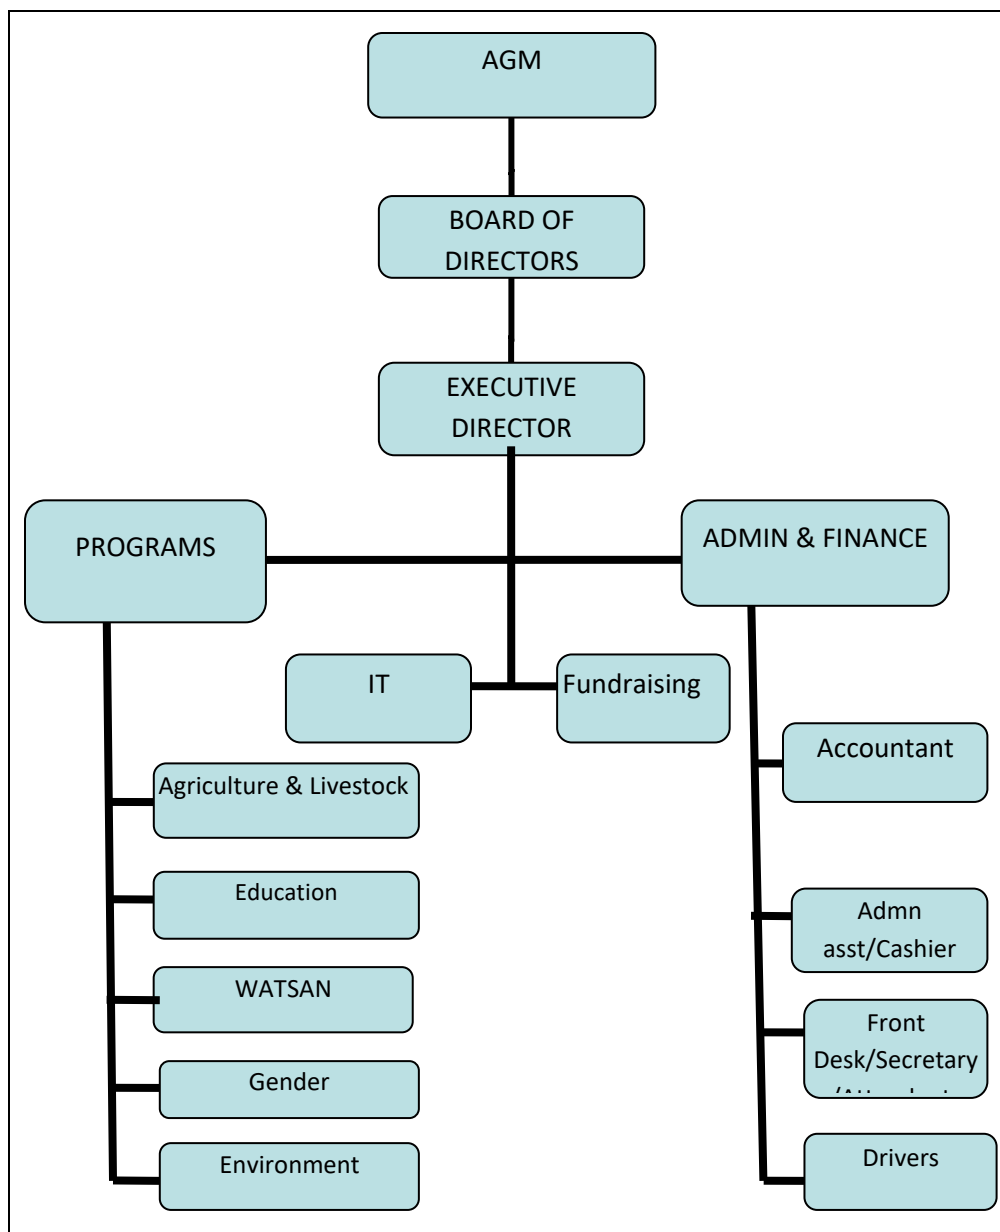 AGM
BOARD OF
DIRECTORS
EXECUTIVE
DIRECTOR
PROGRAMS
ADMIN & FINANCE
IT
Fundraising
Accountant
Agriculture & Livestock
Education
Admn
asst/Cashier
WATSAN
Front
Desk/Secretary
Gender
Environment
Drivers